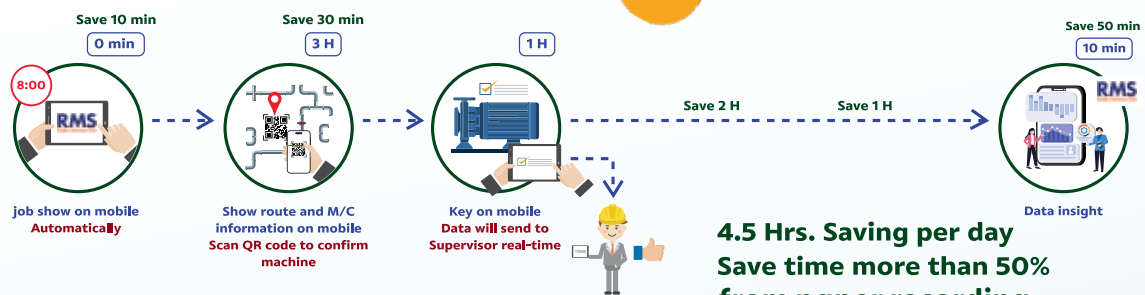 Save 10 min
0 min
8:00
RMS
job show on mobile
Automatically
Save 30 min
3 H
Show route and M/C
information on mobile
Scan QR code to confirm
machine
1 H
Key on mobile
Data will send to
Supervisor real-time
Save 2 H
Save 1 H
Save 50 min
10 min
RMS
Data insight
4.5 Hrs. Saving per day
Save time more than 50%
from paper recording